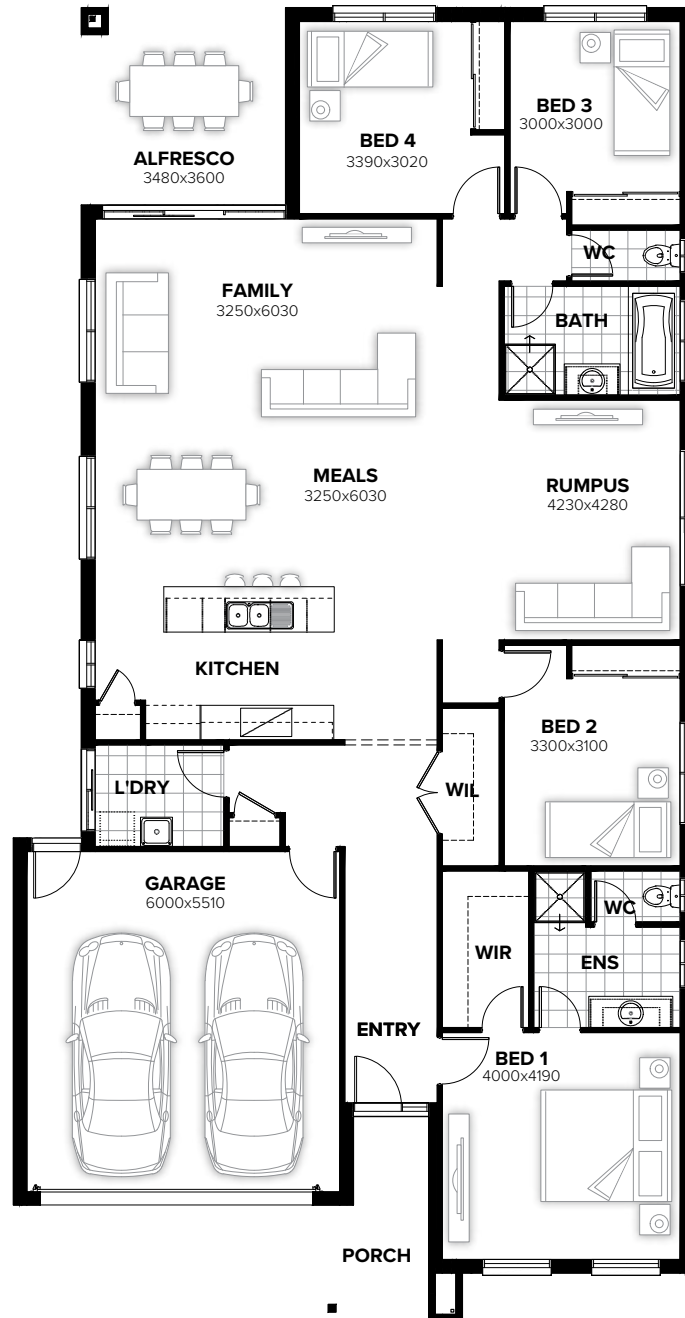 ALFRESCO
3480x3600
BED 4
3390x3020
BED 3
3000x3000
WC
FAMILY
3250x6030
BATH
MEALS
3250x6030
RUMPUS
4230x4280
KITCHEN
BED 2
3300x3100
L'DRY
WIL
GARAGE
6000x5510
WC
WIR
ENS
ENTRY
BED 1
4000x4190
PORCH